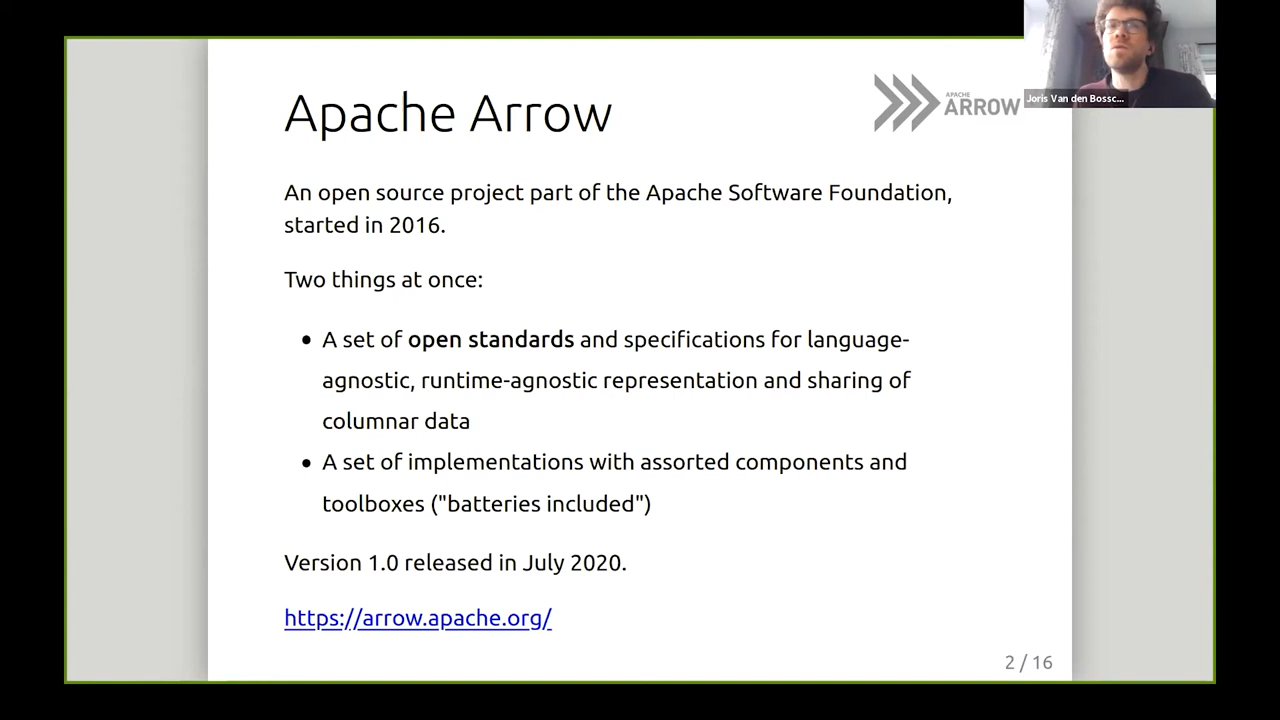 Apache Arrow
APACHE
ARROW
Joris Van den Bossc...
An open source project part of the Apache Software Foundation,
started in 2016.
Two things at once:
• A set of open standards and specifications for language-
agnostic, runtime-agnostic representation and sharing of
columnar data
• A set of implementations with assorted components and
toolboxes ("batteries included")
Version 1.0 released in July 2020.
https://arrow.apache.org/
2 / 16